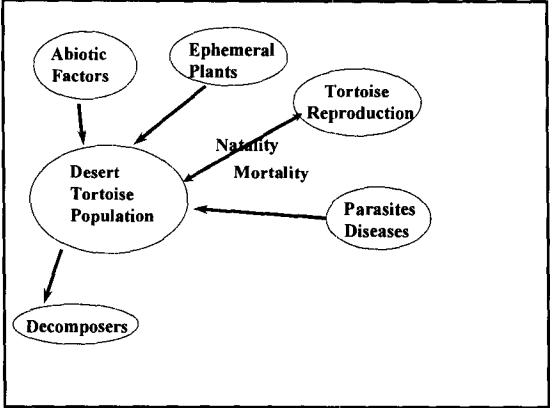 Abiotic
Factors
Ephemeral
Plants
Tortoise
Reproduction
Natality
Mortality
Desert
Tortoise
Population
Parasites
Diseases
Decomposers